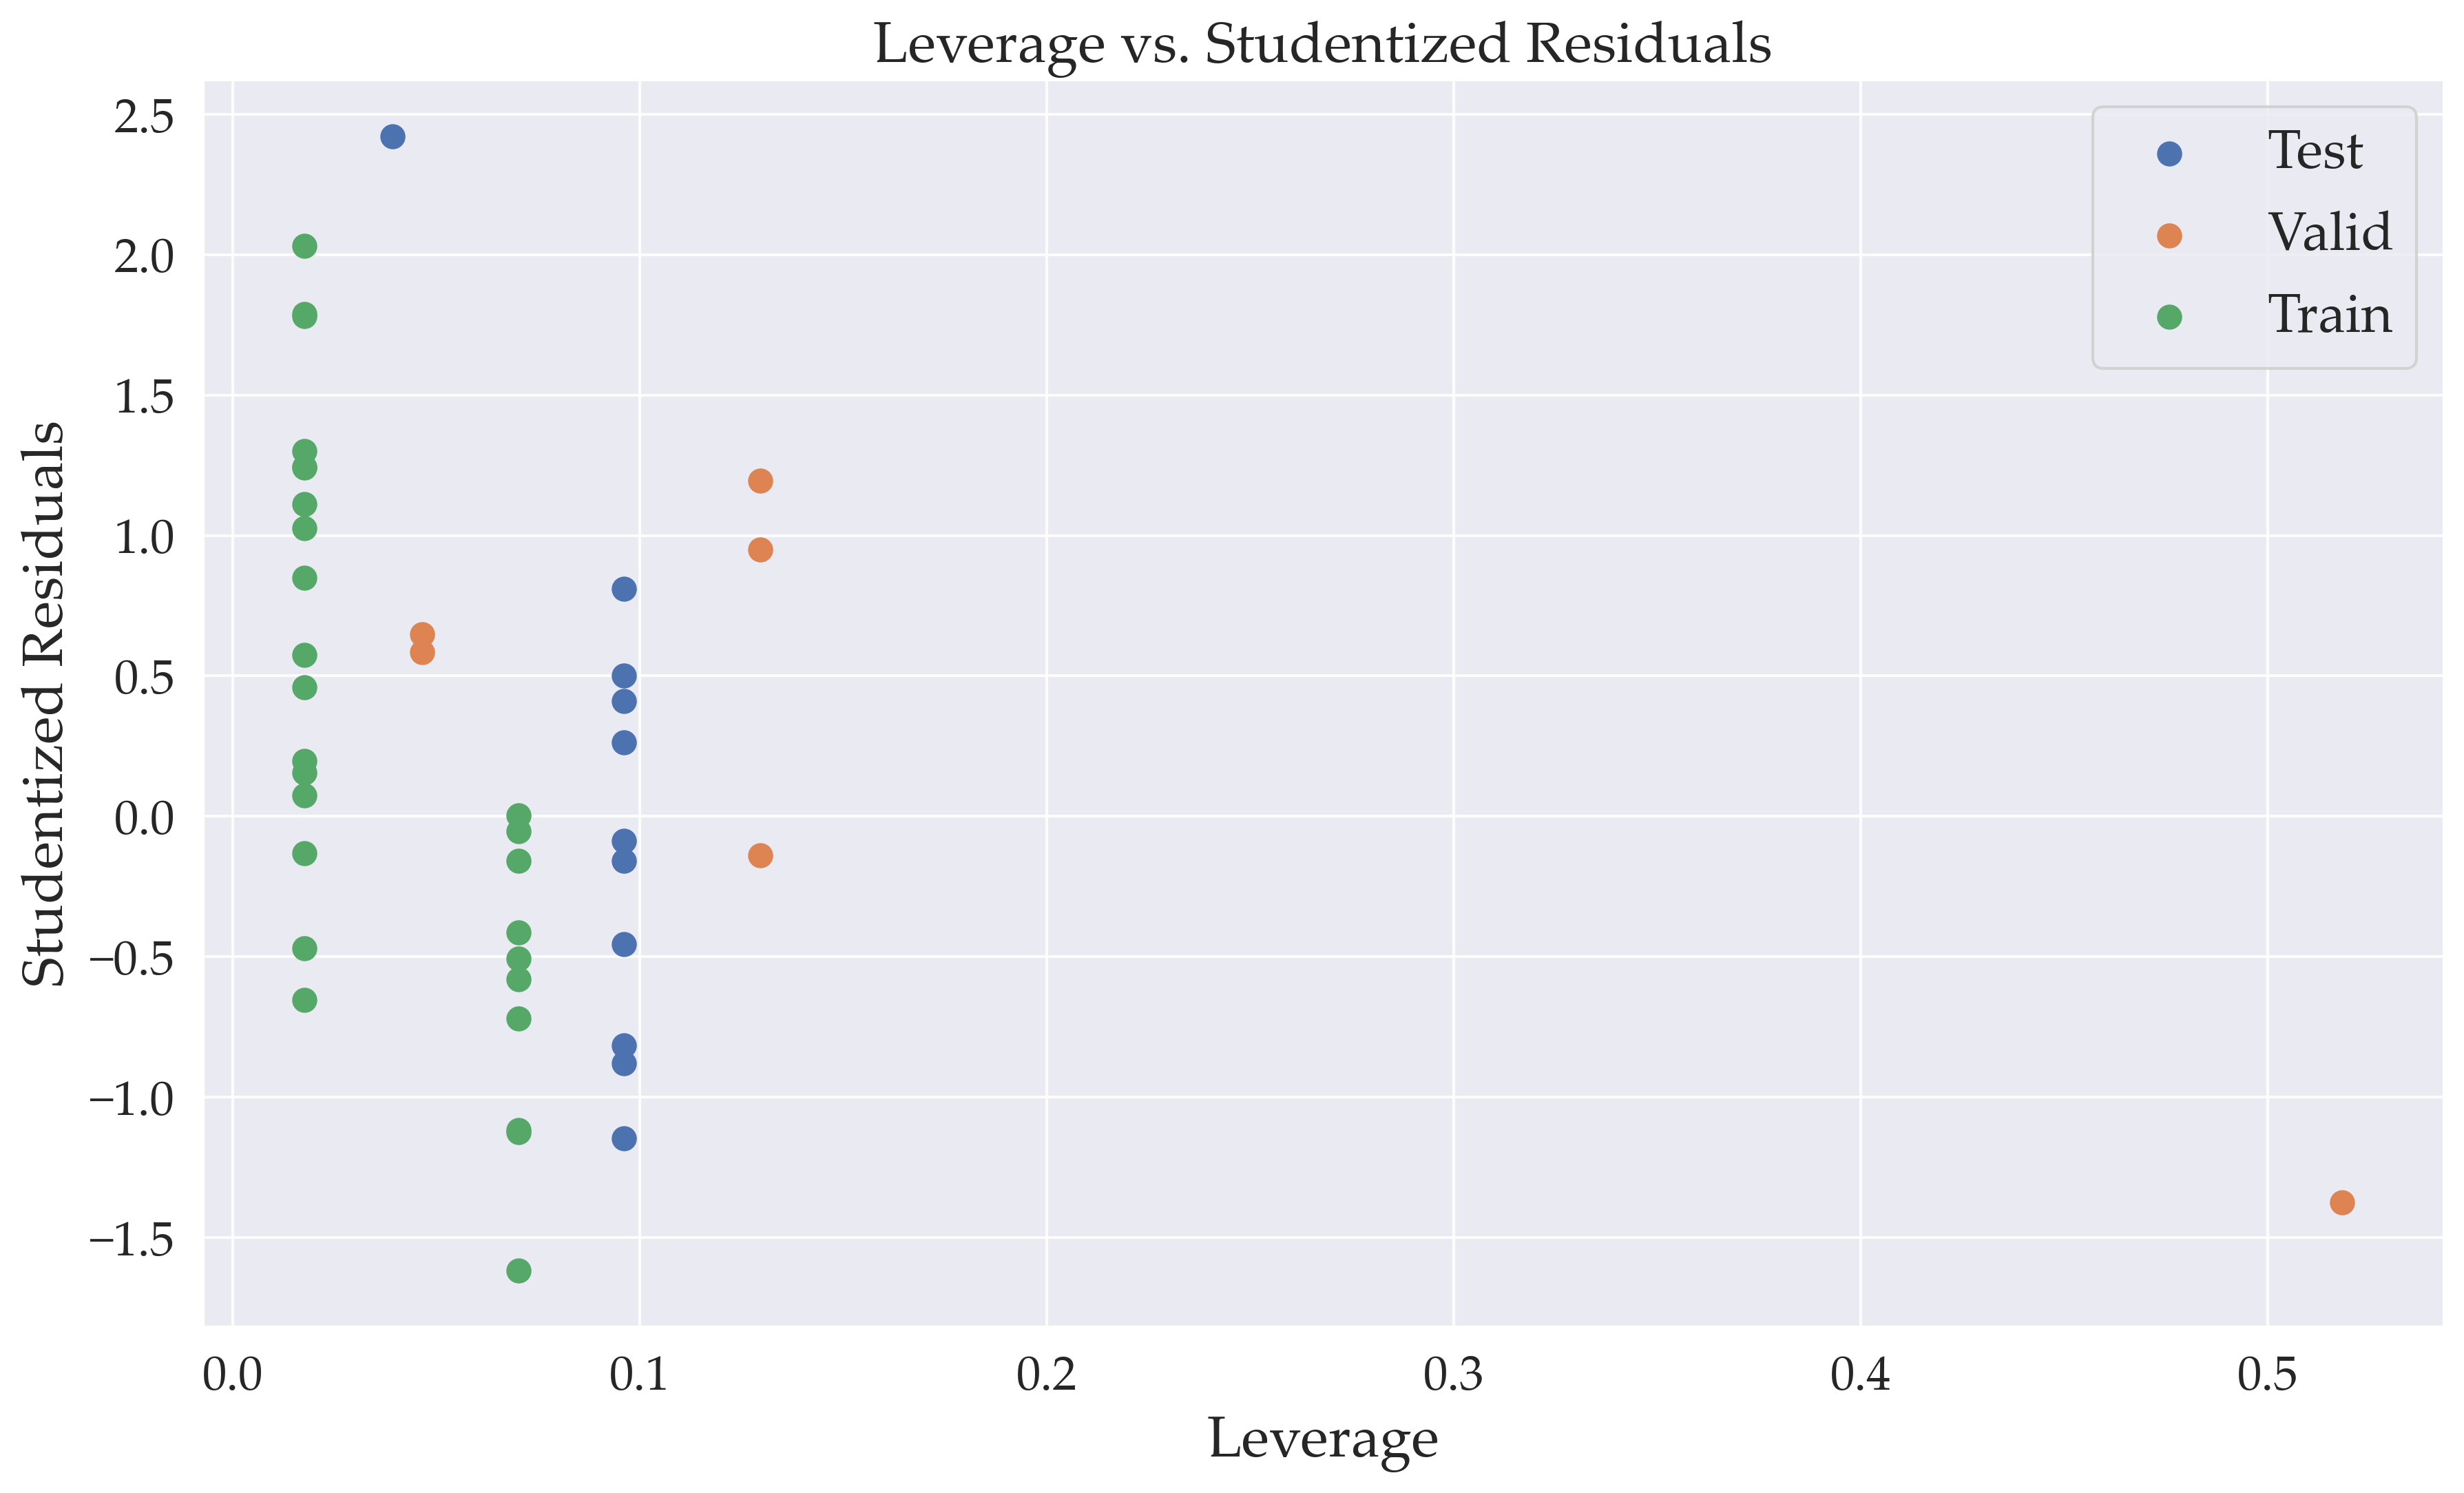 Leverage vs. Studentized Residuals
2.5
2.0
1.5
1.0
0.5
0.0
−0.5
−1.0
−1.5
Studentized Residuals
Test
Valid
Train
0.0 0.1 0.2 0.3 0.4 0.5
Leverage